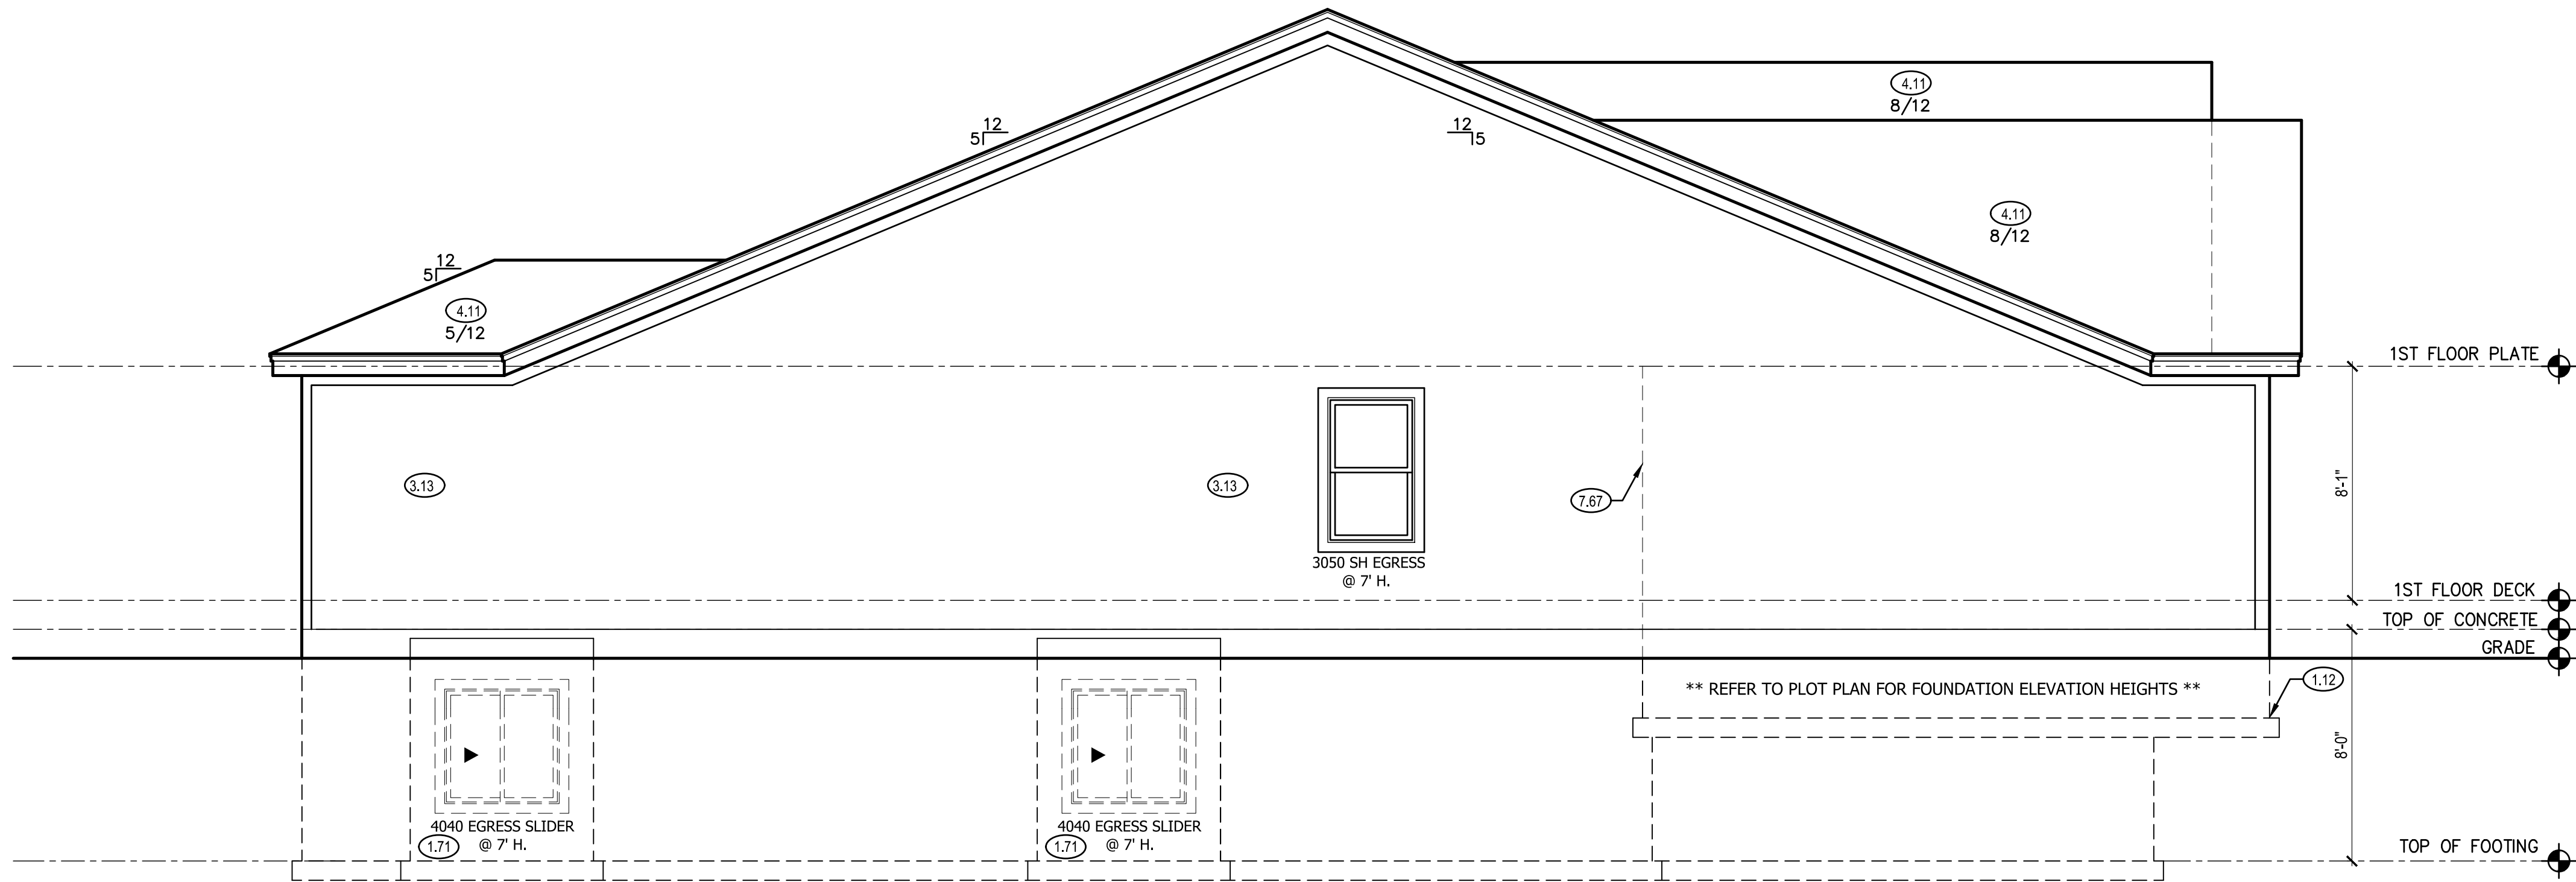 4.11
8/12
12
5
12
5
4.11
8/12
12
5
4.11
5/12
1ST FLOOR PLATE
3.13
3.13
7.67
8'-1"
3050 SH EGRESS
@ 7' H.
1ST FLOOR DECK
TOP OF CONCRETE
GRADE
** REFER TO PLOT PLAN FOR FOUNDATION ELEVATION HEIGHTS **
1.12
8'-0"
4040 EGRESS SLIDER
@ 7' H.
1.71
4040 EGRESS SLIDER
@ 7' H.
1.71
TOP OF FOOTING